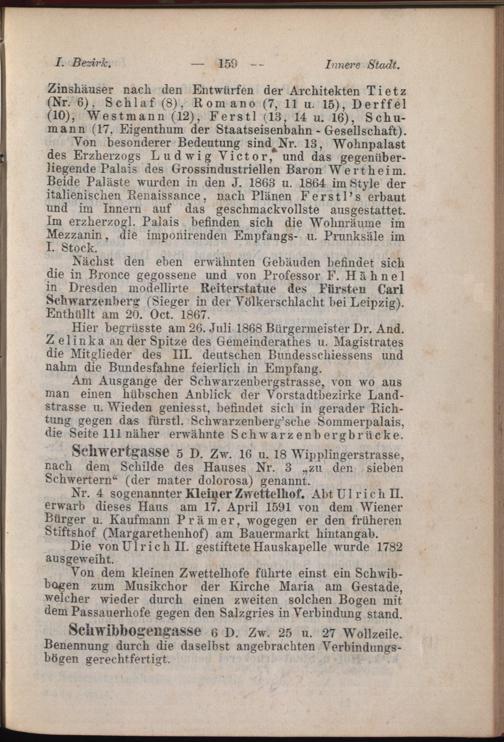 I. Bezirk. — 159 — Innere Stadt.
Zinshäuser nach den Entwürfen der Architekten Tietz
(Nr. 6), Schlaf (8), Romano (7, 11 u. 15), Derffel
(10), Westmann (12), Ferstl (13, 14 u. 16), Schu-
mann (17, Eigenthum der Staatseisenbahn-Gesellschaft).
Von besonderer Bedeutung sind Nr. 13, Wohnpalast
des Erzherzogs Ludwig Victor, und das gegenüber-
liegende Palais des Grossindustriellen Baron Wertheim.
Beide Paläste wurden in den J. 1863 u. 1864 im Style der
italienischen Renaissance, nach Plänen Ferstl's erbaut
und im Innern auf das geschmackvollste ausgestattet.
Im erzherzogl. Palais befinden sich die Wohnräume im
Mezzanin, die imponirenden Empfangs- u. Prunksäle im
I. Stock.
Nächst den eben erwähnten Gebäuden befindet sich
die in Bronce gegossene und von Professor F. Hähnel
in Dresden modellirte Reiterstatue des Fürsten Carl
Schwarzenberg (Sieger in der Völkerschlacht bei Leipzig).
Enthüllt am 20. Oct. 1867.
Hier begrüsste am 26. Juli 1868 Bürgermeister Dr. And.
Zelinka an der Spitze des Gemeinderathes u. Magistrates
die Mitglieder des III. deutschen Bundesschiessens und
nahm die Bundesfahne feierlich in Empfang.
Am Ausgange der Schwarzenbergstrasse, von wo aus
man einen hübschen Anblick der Vorstadtbezirke Land-
strasse u. Wieden geniesst, befindet sich in gerader Rich-
tung gegen das fürstl. Schwarzenberg'sche Sommerpalais,
die Seite 111 näher erwähnte Schwarzenbergbrücke.
Schwertgasse 5 D. Zw. 16 u. 18 Wipplingerstrasse,
nach dem Schilde des Hauses Nr. 3 „zu den sieben
Schwertern“ (der mater dolorosa) genannt.
Nr. 4 sogenannter Kleiner Zwettelhof. Abt Ulrich II.
erwarb dieses Haus am 17. April 1591 von dem Wiener
Bürger u. Kaufmann Prämer, wogegen er den früheren
Stiftshof (Margarethenhof) am Bauermarkt hintangab.
Die von Ulrich II. gestiftete Hauskapelle wurde 1782
ausgeweiht.
Von dem kleinen Zwettelhofe führte einst ein Schwib-
bogen zum Musikchor der Kirche Maria am Gestade,
welcher wieder durch einen zweiten solchen Bogen mit
dem Passauerhofe gegen den Salzgries in Verbindung stand.
Schwibbogengasse 6 D. Zw. 25 u. 27 Wollzeile.
Benennung durch die daselbst angebrachten Verbindungs-
bögen gerechtfertigt.